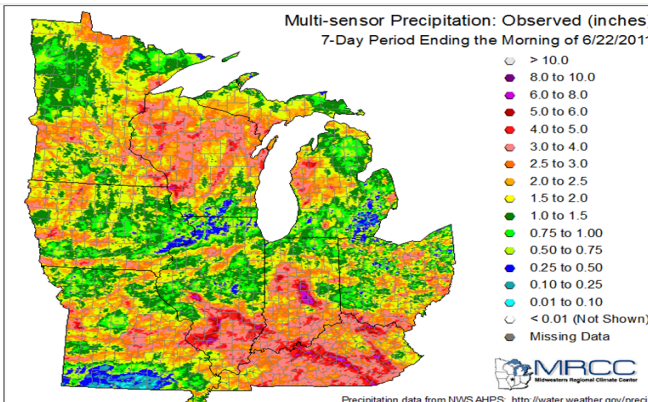 Multi-sensor Precipitation: Observed (inches)
7-Day Period Ending the Morning of 6/22/2011
> 10.0
8.0 to 10.0
6.0 to 8.0
5.0 to 6.0
4.0 to 5.0
3.0 to 4.0
2.5 to 3.0
2.0 to 2.5
1.5 to 2.0
1.0 to 1.5
0.75 to 1.00
0.50 to 0.75
0.25 to 0.50
0.10 to 0.25
0.01 to 0.10
< 0.01 (Not Shown)
Missing Data
MRCC
Midwestern Regional Climate Center
Precipitation data from NWS AHPS: http://water.weather.gov/preci